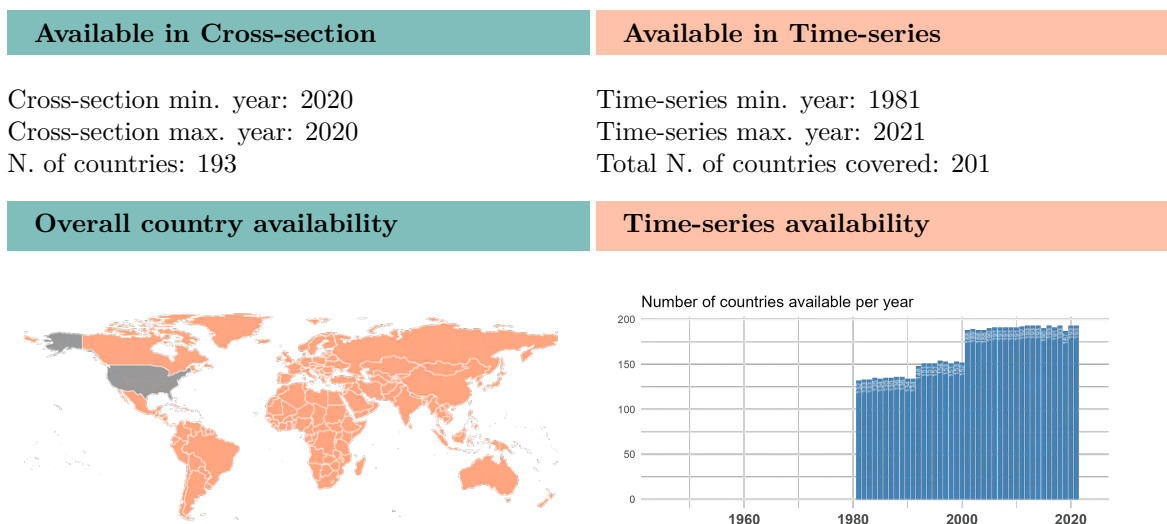 Available in Cross-section
Available in Time-series
Cross-section min. year: 2020
Cross-section max. year: 2020
N. of countries: 193
Time-series min. year: 1981
Time-series max. year: 2021
Total N. of countries covered: 201
Overall country availability
Time-series availability
Number of countries available per year
200
150
100
50
0
1960
1980
2000
2020